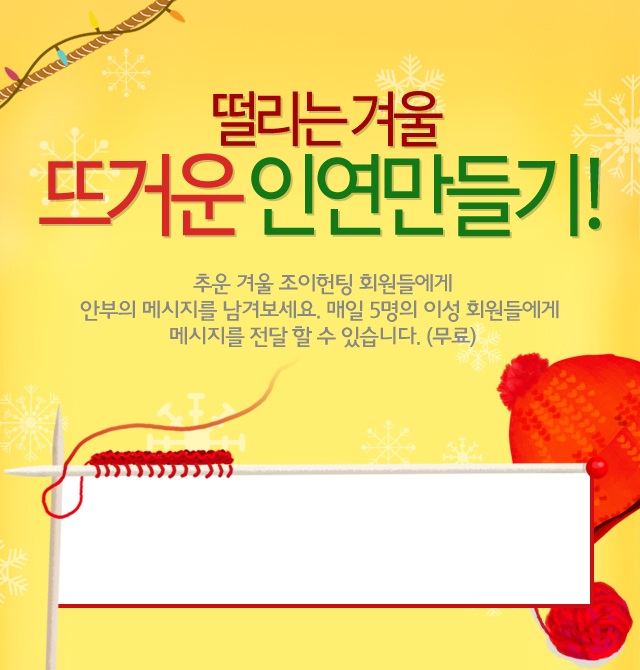 떨리는 겨울
뜨거운 인연만들기!
추운 겨울 조이헌팅 회원들에게
안부의 메시지를 남겨보세요. 매일 5명의 이성 회원들에게
메시지를 전달 할 수 있습니다. (무료)